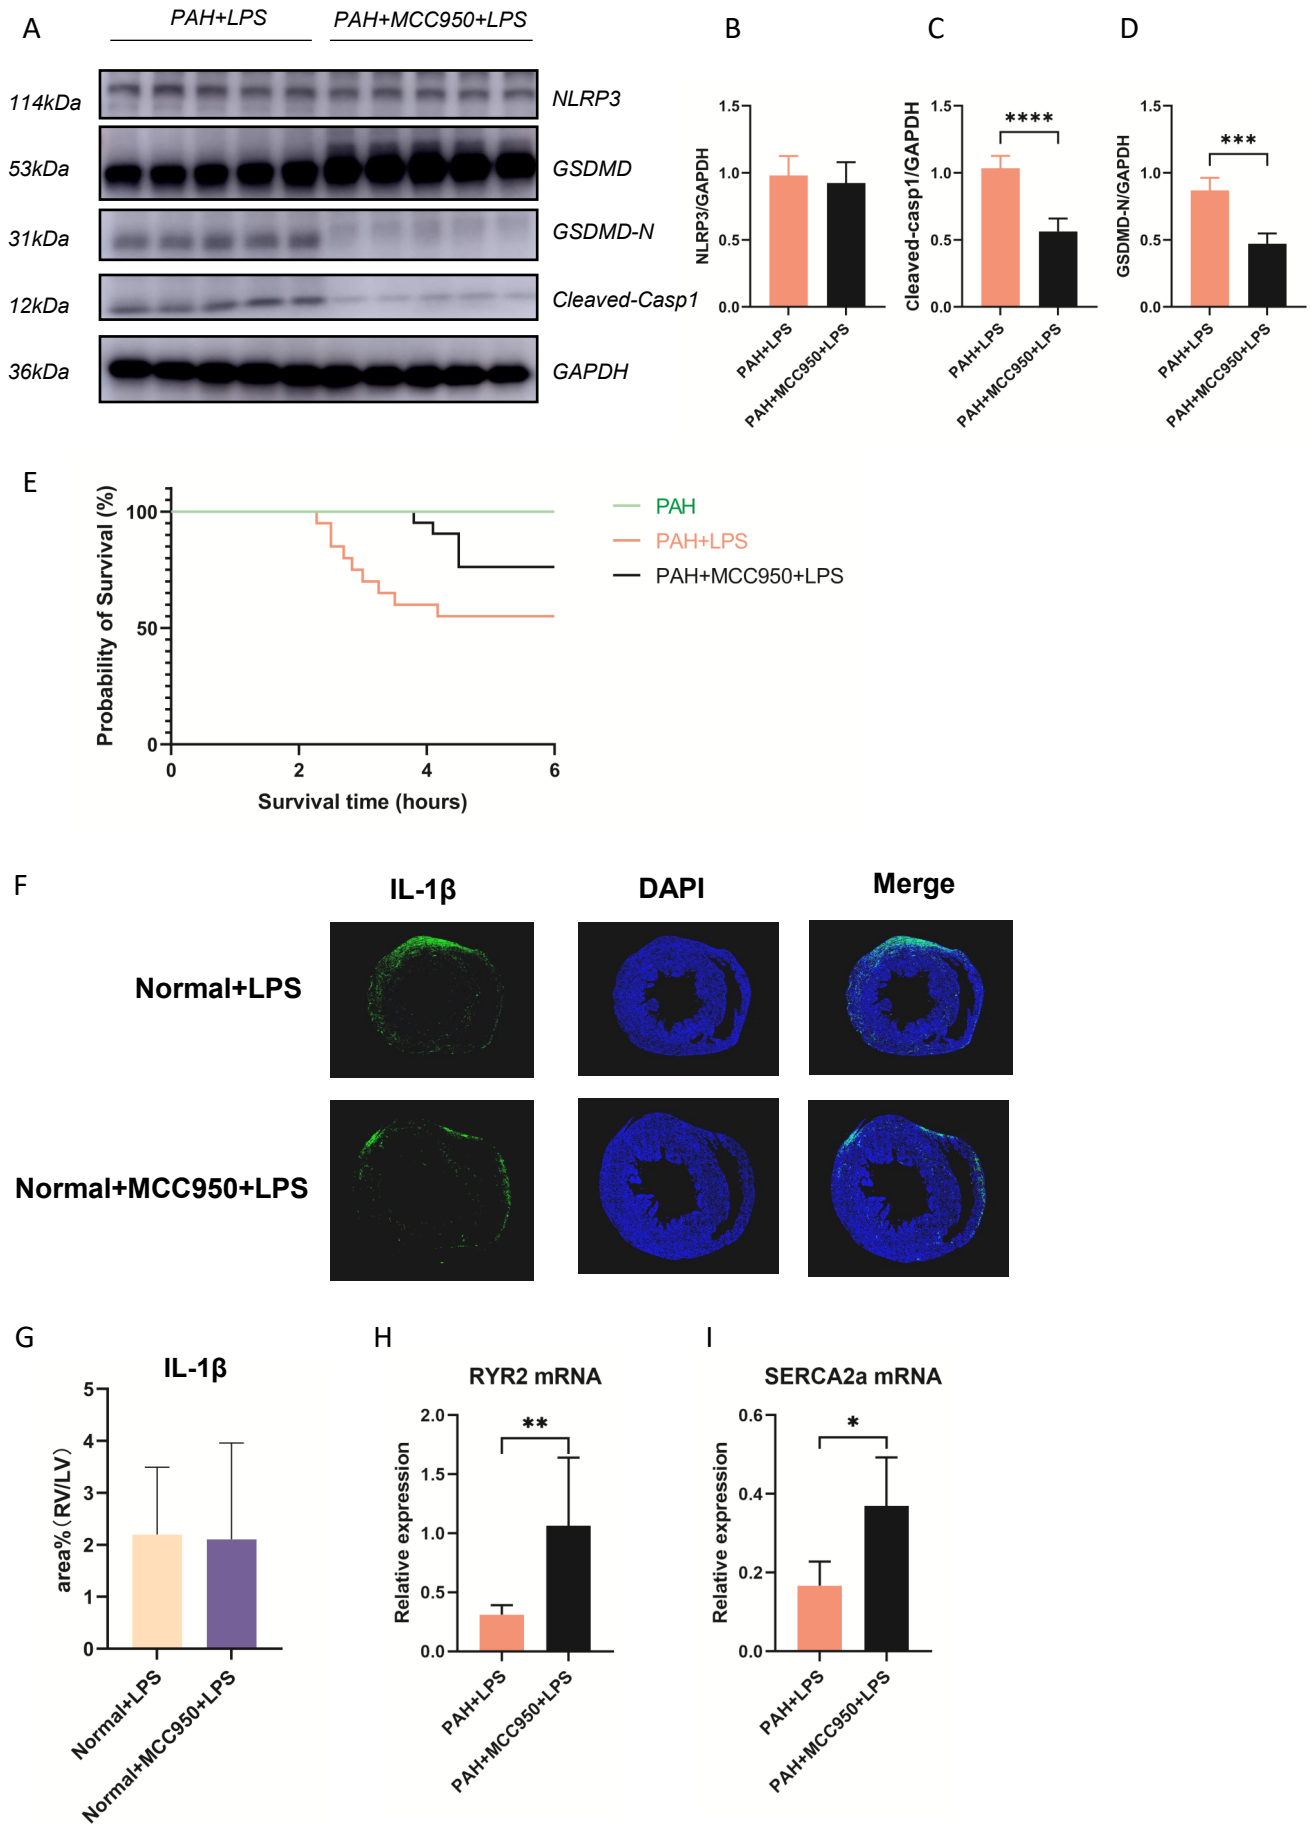 A
PAH+LPS
PAH+MCC950+LPS
114kDa
NLRP3
53kDa
GSDMD
31kDa
GSDMD-N
12kDa
Cleaved-Casp1
36kDa
GAPDH
B
NLRP3/GAPDH
1.5
1.0
0.5
0.0
PAH+LPS
PAH+MCC950+LPS
C
Cleaved-casp1/GAPDH
1.5
1.0
0.5
0.0
****
PAH+LPS
PAH+MCC950+LPS
D
GSDMD-N/GAPDH
1.5
1.0
0.5
0.0
***
PAH+LPS
PAH+MCC950+LPS
E
Probability of Survival (%)
100
50
0
0 2 4 6
Survival time (hours)
PAH
PAH+LPS
PAH+MCC950+LPS
F
IL-1β
DAPI
Merge
Normal+LPS
Normal+MCC950+LPS
G
IL-1β
area%(RV/LV)
5
4
3
2
1
0
Normal+LPS
Normal+MCC950+LPS
H
RYR2 mRNA
Relative expression
2.0
1.5
1.0
0.5
0.0
**
PAH+LPS
PAH+MCC950+LPS
I
SERCA2a mRNA
Relative expression
0.6
0.4
0.2
0.0
*
PAH+LPS
PAH+MCC950+LPS